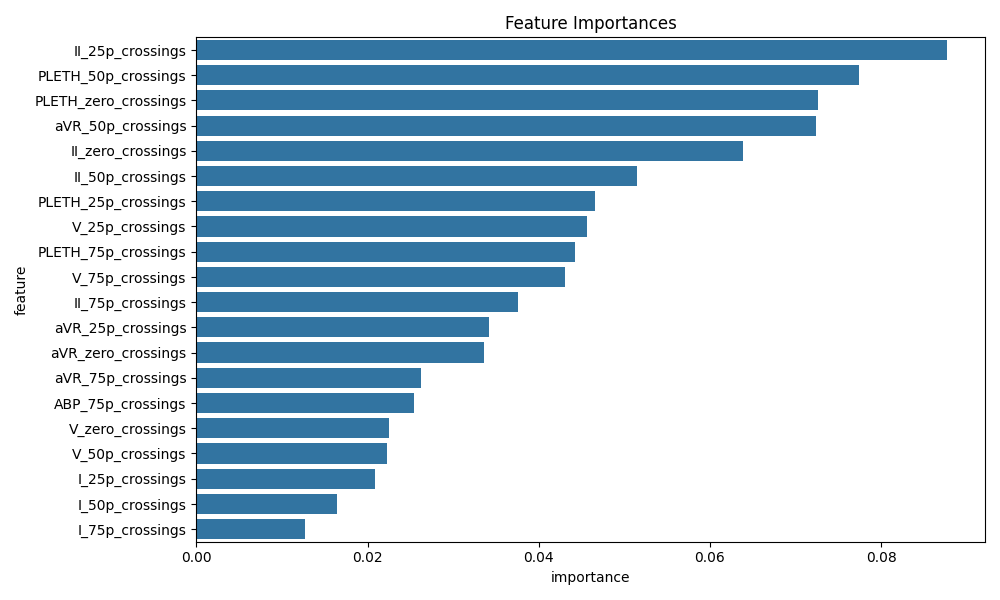 Feature Importances
II_25p_crossings
PLETH_50p_crossings
PLETH_zero_crossings
aVR_50p_crossings
II_zero_crossings
II_50p_crossings
PLETH_25p_crossings
V_25p_crossings
PLETH_75p_crossings
V_75p_crossings
II_75p_crossings
aVR_25p_crossings
aVR_zero_crossings
aVR_75p_crossings
ABP_75p_crossings
V_zero_crossings
V_50p_crossings
I_25p_crossings
I_50p_crossings
I_75p_crossings
feature
0.00 0.02 0.04 0.06 0.08
importance